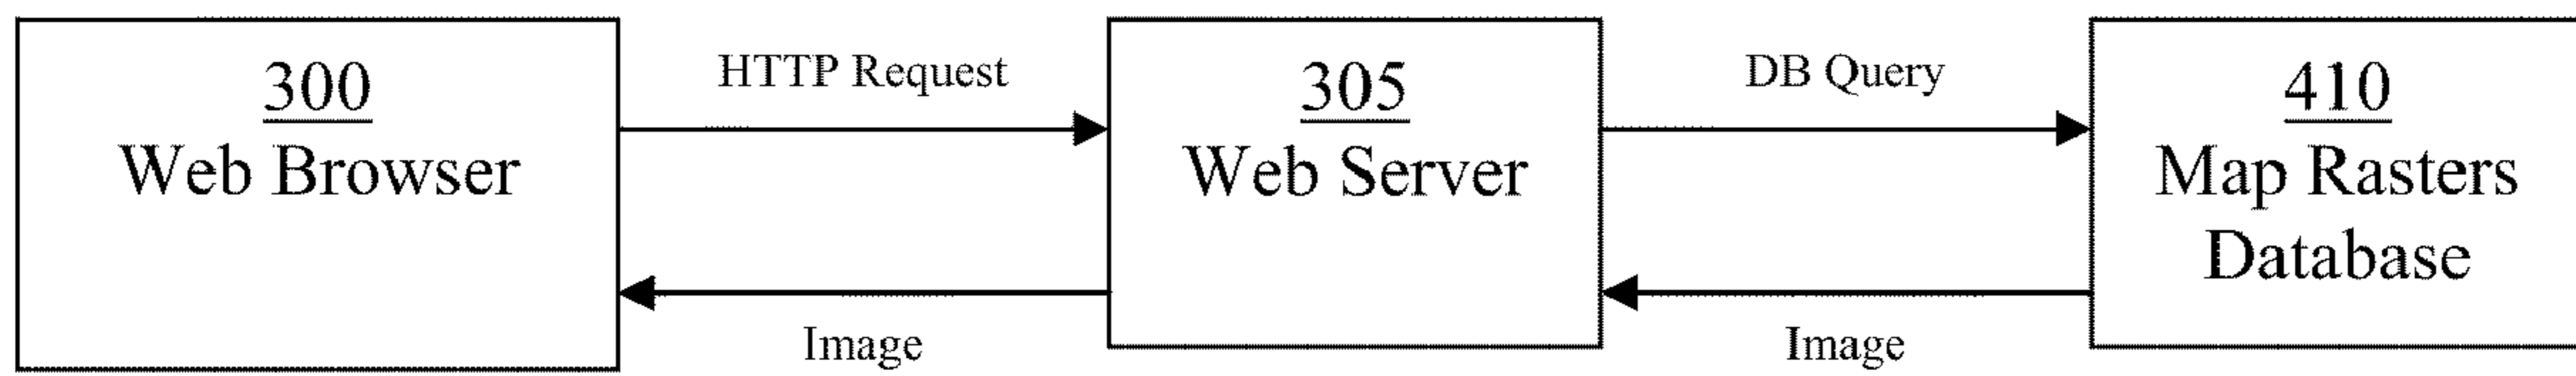 300
Web Browser
HTTP Request
Image
305
Web Server
DB Query
Image
410
Map Rasters
Database